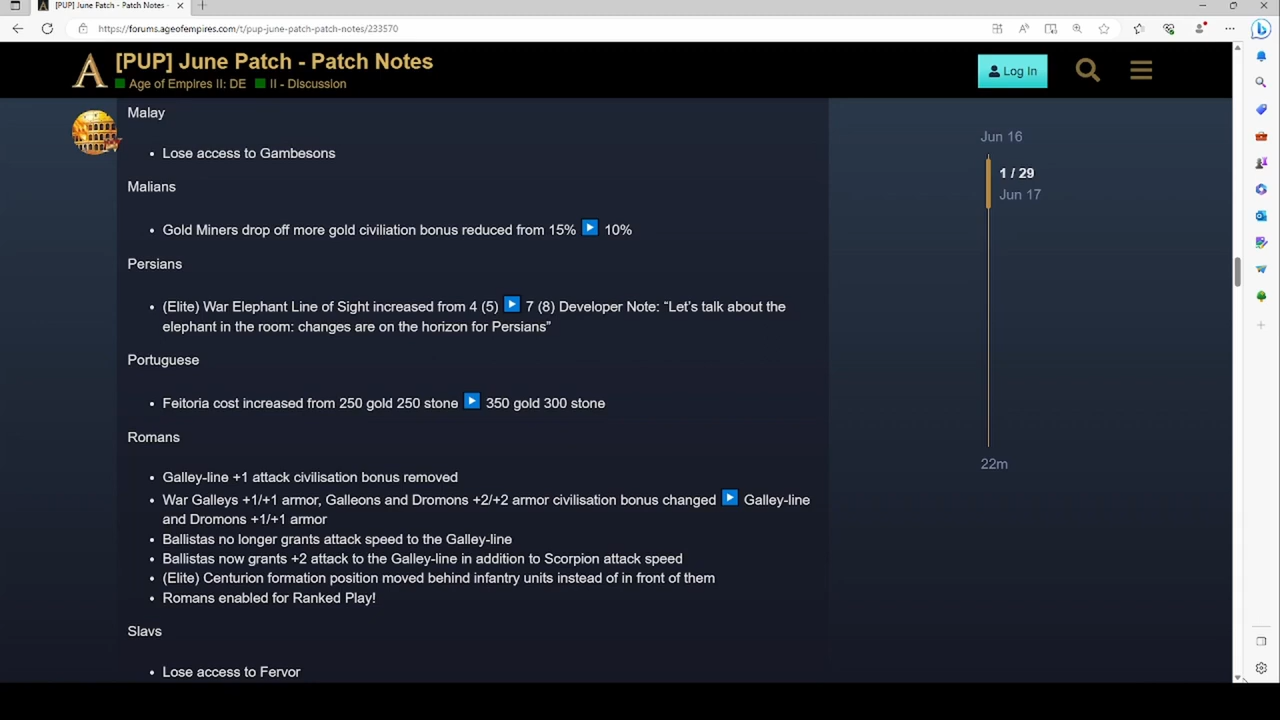 [PUP] June Patch - Patch Notes -
https://forums.ageofempires.com/t/pup-june-patch-patch-notes/233570
[PUP] June Patch - Patch Notes
Age of Empires II: DE II - Discussion
Log In
Malay
Lose access to Gambesons
Malians
Gold Miners drop off more gold civiliation bonus reduced from 15% ▶ 10%
Persians
(Elite) War Elephant Line of Sight increased from 4 (5) ▶ 7 (8) Developer Note: “Let’s talk about the
elephant in the room: changes are on the horizon for Persians”
Portuguese
Feitoria cost increased from 250 gold 250 stone ▶ 350 gold 300 stone
Romans
Galley-line +1 attack civilisation bonus removed
War Galleys +1/+1 armor, Galleons and Dromons +2/+2 armor civilisation bonus changed ▶ Galley-line
and Dromons +1/+1 armor
Ballistas no longer grants attack speed to the Galley-line
Ballistas now grants +2 attack to the Galley-line in addition to Scorpion attack speed
(Elite) Centurion formation position moved behind infantry units instead of in front of them
Romans enabled for Ranked Play!
Slavs
Lose access to Fervor
Jun 16
1 / 29
Jun 17
22m